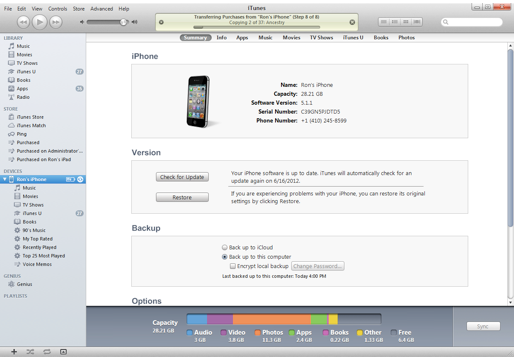 iTunes
File Edit View Controls Store Advanced Help
Transferring Purchases from "Ron's iPhone" (Step 8 of 8)
Copying 2 of 37: Ancestry
Summary Info Apps Music Movies TV Shows iTunes U Books Photos
LIBRARY
Music
Movies
TV Shows
iTunes U 27
Books
Apps 16
Radio
STORE
iTunes Store
iTunes Match
Ping
Purchased
Purchased on Administrator'...
Purchased on Ron's iPad
DEVICES
Ron's iPhone
Music
Movies
TV Shows
iTunes U 27
Books
90's Music
My Top Rated
Recently Played
Top 25 Most Played
Voice Memos
GENIUS
Genius
PLAYLISTS
iPhone
Name: Ron's iPhone
Capacity: 28.21 GB
Software Version: 5.1.1
Serial Number: C39GN5PJDTD5
Phone Number: +1 (410) 245-8599
Version
Check for Update
Your iPhone software is up to date. iTunes will automatically check for an
update again on 6/16/2012.
Restore
If you are experiencing problems with your iPhone, you can restore its original
settings by clicking Restore.
Backup
Back up to iCloud
Back up to this computer
Encrypt local backup Change Password...
Last backed up to this computer: Today 4:00 PM
Options
Capacity
28.21 GB
Audio Video Photos Apps Books Other Free
3 GB 3.8 GB 11.3 GB 2.4 GB 0.22 GB 1.33 GB 6.4 GB
Sync